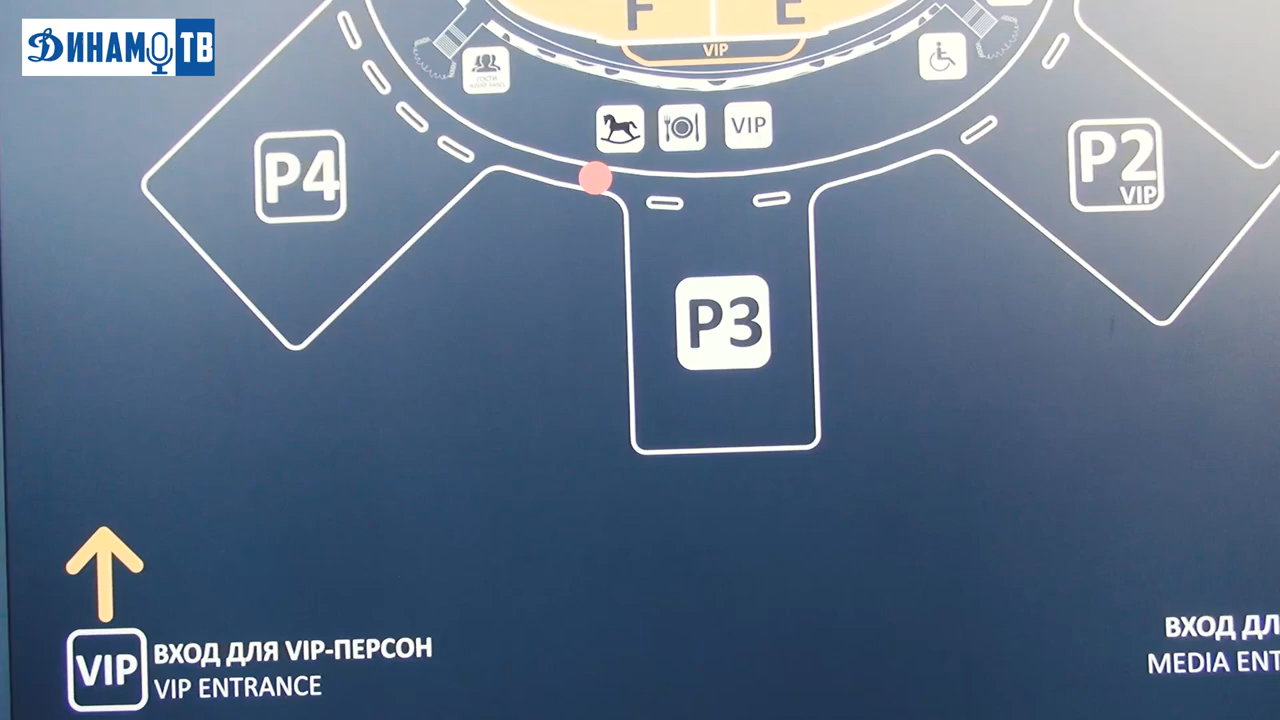 ДИНАМО ТВ
F
E
VIP
ГОСТИ
VIP
P4
P2
VIP
P3
VIP
ВХОД ДЛЯ VIP-ПЕРСОН
VIP ENTRANCE
ВХОД ДЛ
MEDIA ENT